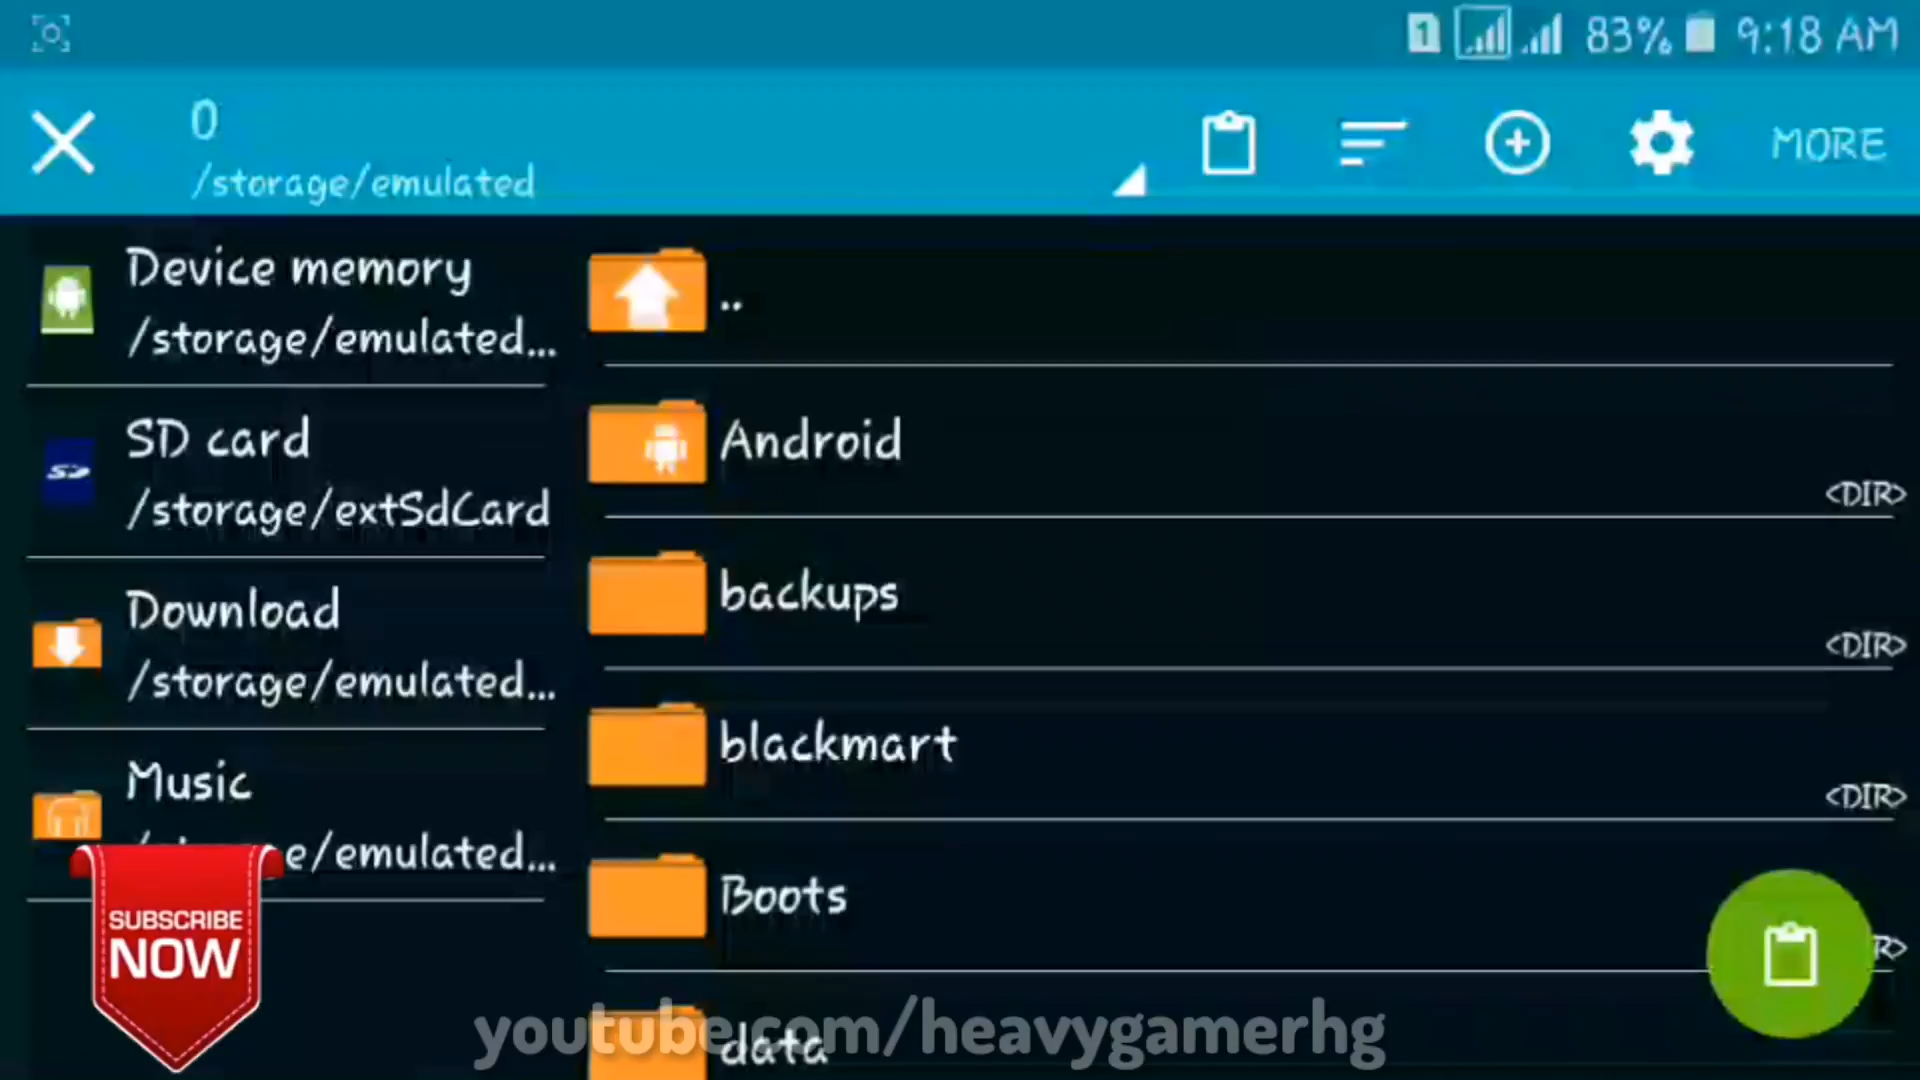 1 83% 9:18 AM
0
/storage/emulated
MORE
Device memory
/storage/emulated...
SD card
/storage/extSdCard
Download
/storage/emulated...
Music
e/emulated...
..
Android
<DIR>
backups
<DIR>
blackmart
<DIR>
Boots
R>
data
SUBSCRIBE
NOW
youtube.com/heavygamerhg